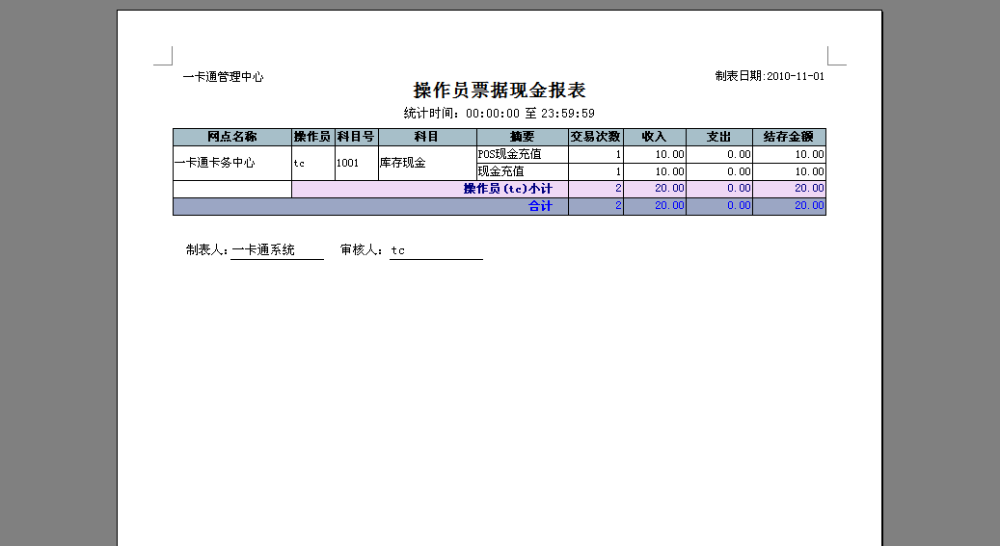 一卡通管理中心 制表日期:2010-11-01
操作员票据现金报表
统计时间：00:00:00 至 23:59:59
网点名称 操作员 科目号 科目 摘要 交易次数 收入 支出 结存金额
一卡通卡务中心 tc 1001 库存现金 POS现金充值 1 10.00 0.00 10.00
现金充值 1 10.00 0.00 10.00
操作员(tc)小计 2 20.00 0.00 20.00
合计 2 20.00 0.00 20.00
制表人：一卡通系统 审核人：tc